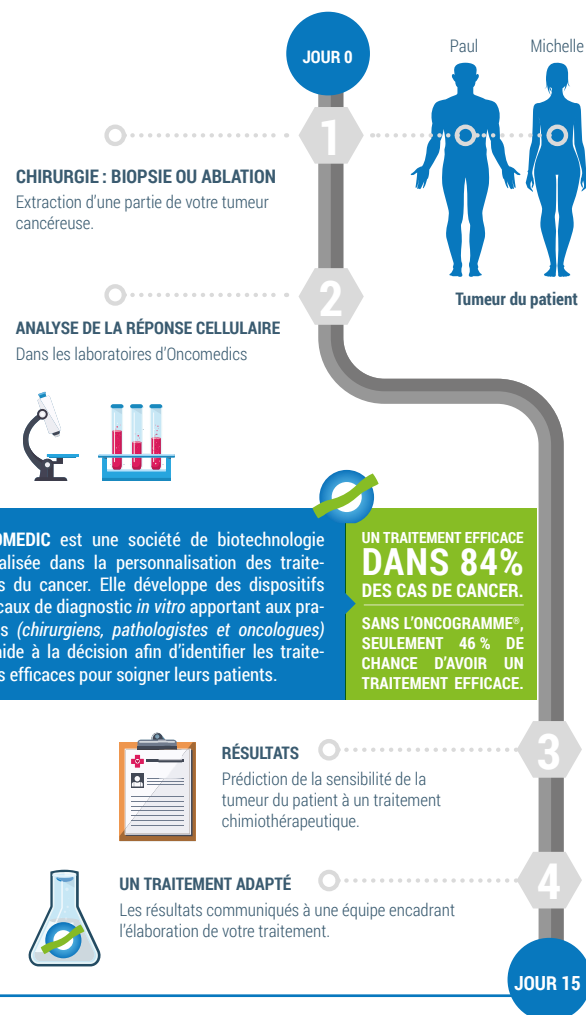 JOUR 0
Paul
Michelle
1
CHIRURGIE : BIOPSIE OU ABLATION
Extraction d'une partie de votre tumeur
cancéreuse.
2
Tumeur du patient
ANALYSE DE LA RÉPONSE CELLULAIRE
Dans les laboratoires d'Oncomedics
OMEDIC est une société de biotechnologie
alisée dans la personnalisation des traite-
s du cancer. Elle développe des dispositifs
caux de diagnostic in vitro apportant aux pra-
s (chirurgiens, pathologistes et oncologues)
aide à la décision afin d'identifier les traite-
s efficaces pour soigner leurs patients.
UN TRAITEMENT EFFICACE
DANS 84%
DES CAS DE CANCER.
SANS L'ONCOGRAMME®,
SEULEMENT 46 % DE
CHANCE D'AVOIR UN
TRAITEMENT EFFICACE.
RÉSULTATS
3
Prédiction de la sensibilité de la
tumeur du patient à un traitement
chimiothérapeutique.
UN TRAITEMENT ADAPTÉ
4
Les résultats communiqués à une équipe encadrant
l'élaboration de votre traitement.
JOUR 15